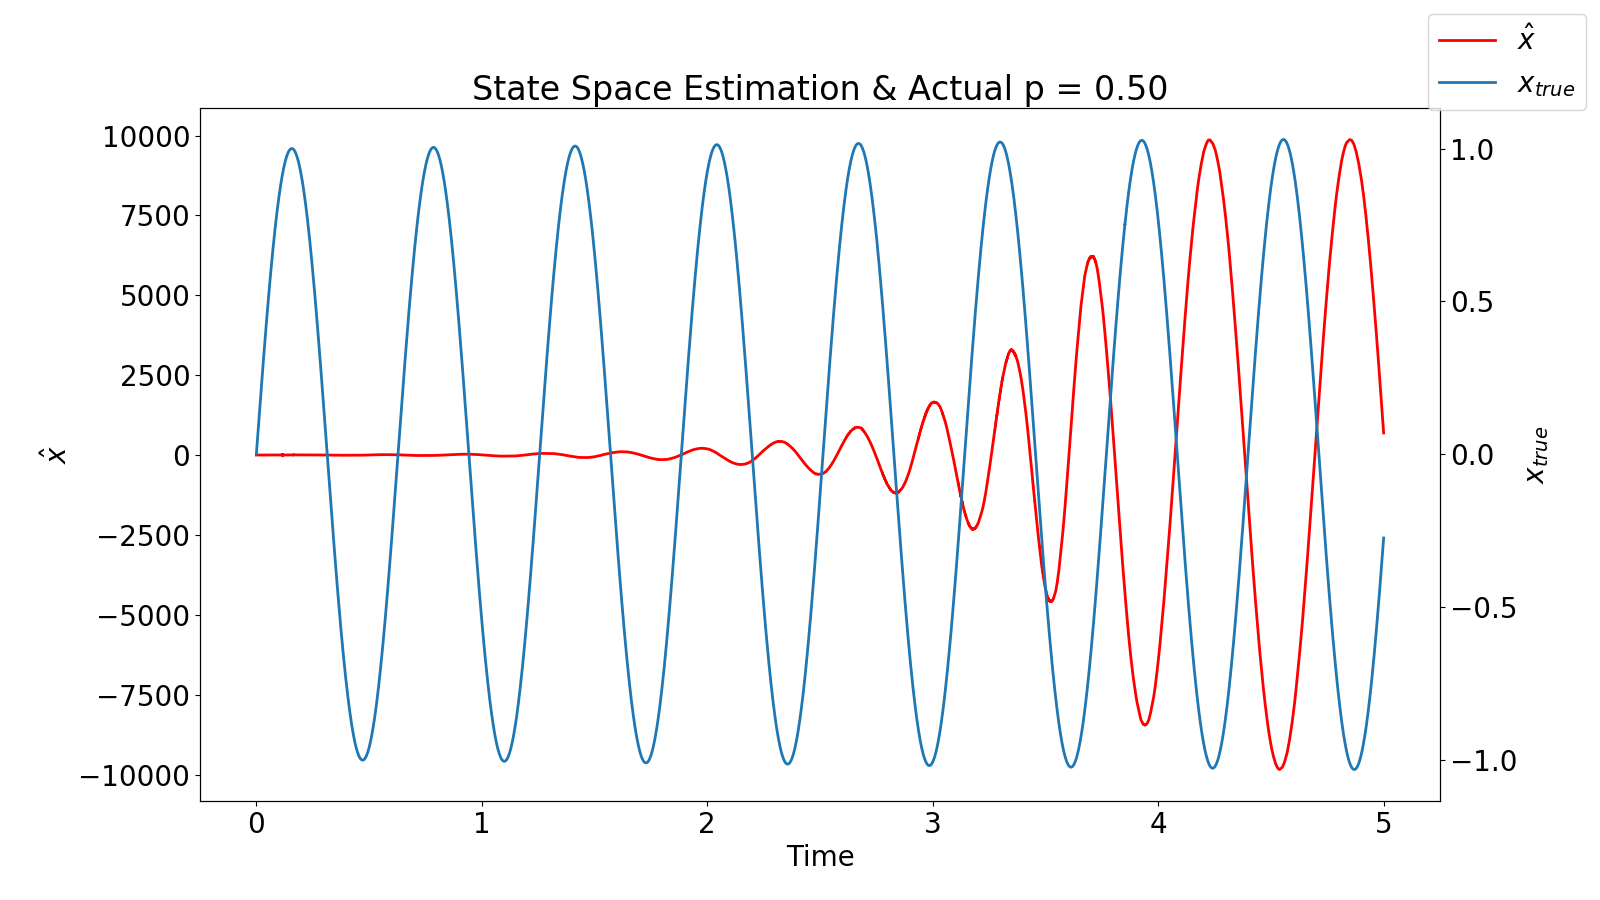 x̂
x_true
State Space Estimation & Actual p = 0.50
10000
7500
5000
2500
0
−2500
−5000
−7500
−10000
x̂
1.0
0.5
0.0
−0.5
−1.0
x_true
0 1 2 3 4 5
Time